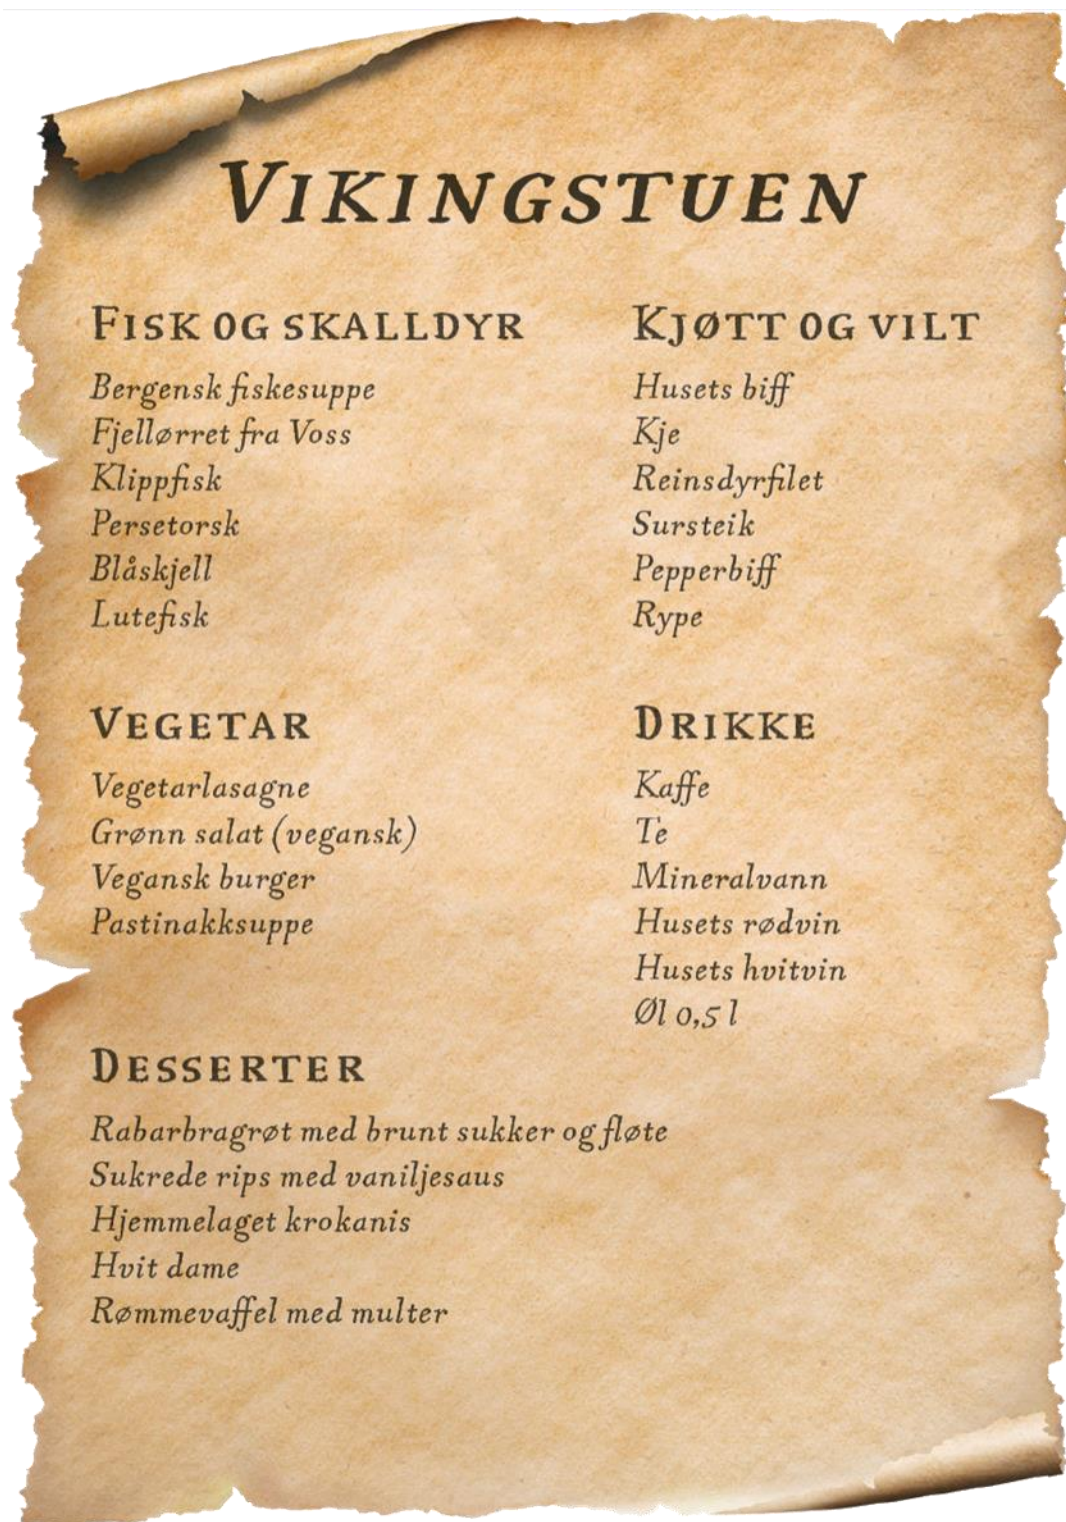 VIKINGSTUEN
FISK OG SKALLDYR
Bergensk fiskesuppe
Fjellørret fra Voss
Klippfisk
Persetorsk
Blåskjell
Lutefisk
KJØTT OG VILT
Husets biff
Kje
Reinsdyrfilet
Sursteik
Pepperbiff
Rype
VEGETAR
Vegetarlasagne
Grønn salat (vegansk)
Vegansk burger
Pastinakksuppe
DRIKKE
Kaffe
Te
Mineralvann
Husets rødvin
Husets hvitvin
Øl 0,5 l
DESSERTER
Rabarbragrøt med brunt sukker og fløte
Sukrede rips med vaniljesaus
Hjemmelaget krokanis
Hvit dame
Rømmevaffel med multer